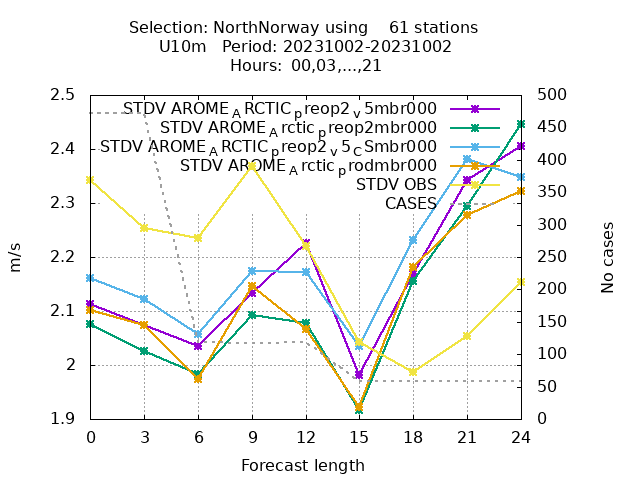 Selection: NorthNorway using    61 stations
U10m   Period: 20231002-20231002
Hours:  00,03,...,21
2.5
2.4
2.3
2.2
2.1
2
1.9
m/s
STDV AROME_ARCTIC_preop2_v5mbr000
STDV AROME_Arctic_preop2mbr000
STDV AROME_ARCTIC_preop2_v5_CSmbr000
STDV AROME_Arctic_prodmbr000
STDV OBS
CASES
500
450
400
350
300
250
200
150
100
50
0
No cases
0 3 6 9 12 15 18 21 24
Forecast length